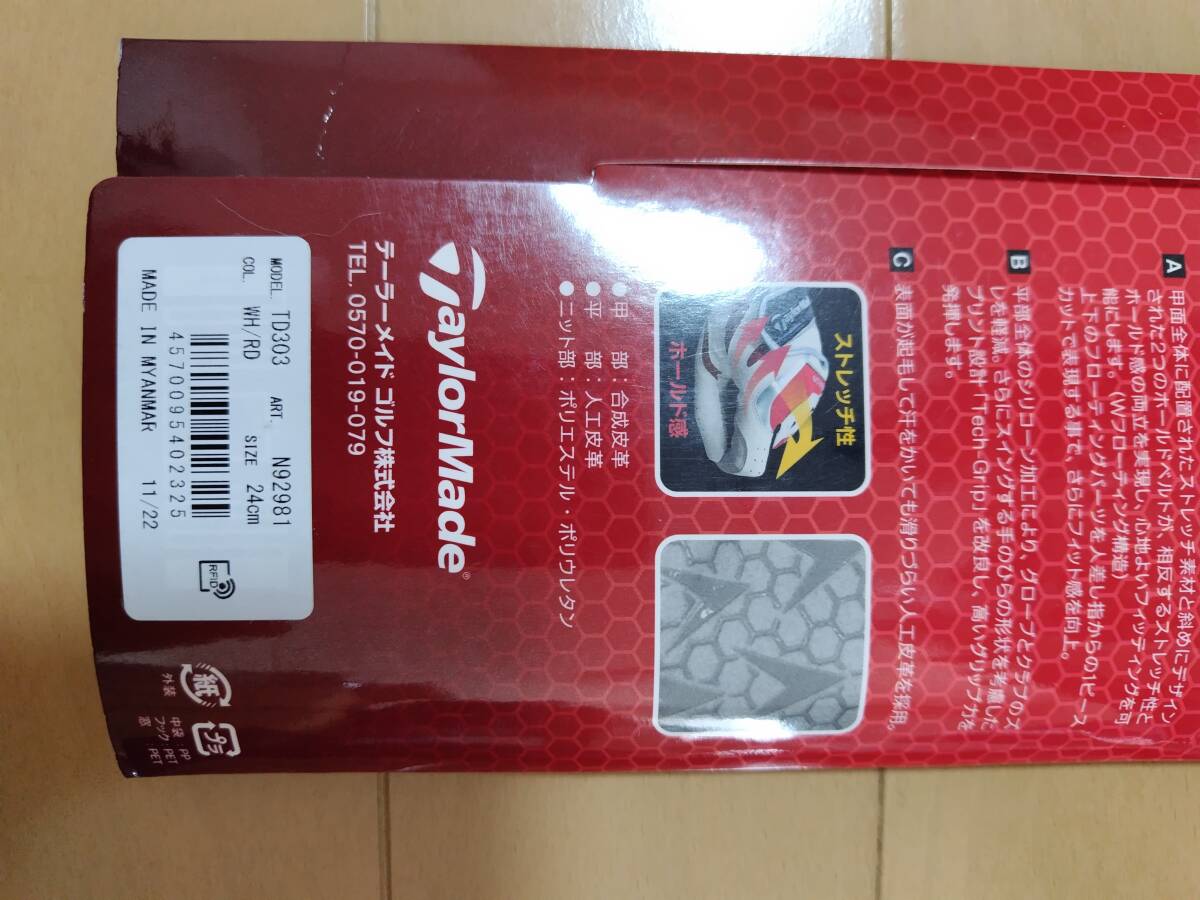 A 甲面全体に配置されたストレッチ素材と斜めにデザイン
された2つのホールドベルトが、相反するストレッチ性と
ホールド感の両立を実現し、心地よいフィッティングを可
能にします。(Wフローティング構造)
上下のフローティングパーツを人差し指からの1ピース
カットで表現する事で、さらにフィット感を向上。
B 平部全体のシリコーン加工により、グローブとクラブのズ
レを軽減。さらにスイングする手のひらの形状を考慮した
プリント設計「Tech Grip」を改良し、高いグリップ力を
発揮します。
C 表面が起毛して汗をかいても滑りづらい人工皮革を採用。
ストレッチ性
ホールド感
●甲 部：合成皮革
●平 部：人工皮革
●ニット部：ポリエステル・ポリウレタン
TaylorMade®
テーラーメイド ゴルフ株式会社
TEL. 0570-019-079
MODEL. TD303 ART. N92981
COL. WH/RD SIZE 24cm
4570095402325
RFID
MADE IN MYANMAR 11/22
紙
外装
プラ
中袋 PP
フック PET
窓 PET